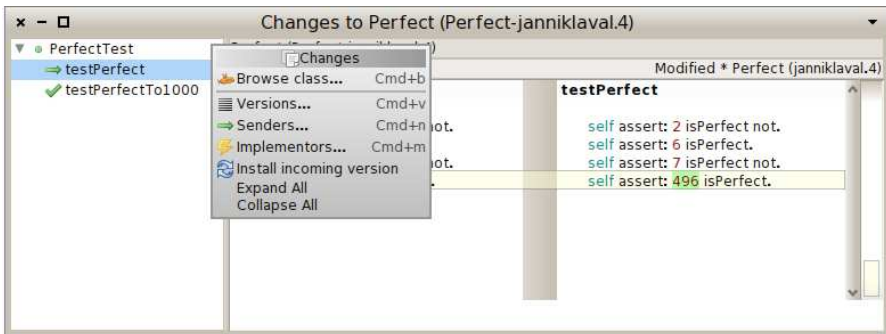 Changes to Perfect (Perfect-janniklaval.4)
PerfectTest
testPerfect
testPerfectTo1000
Changes
Browse class... Cmd+b
Versions... Cmd+v
Senders... Cmd+n
Implementors... Cmd+m
Install incoming version
Expand All
Collapse All
not.
not.
Modified * Perfect (janniklaval.4)
testPerfect
self assert: 2 isPerfect not.
self assert: 6 isPerfect.
self assert: 7 isPerfect not.
self assert: 496 isPerfect.